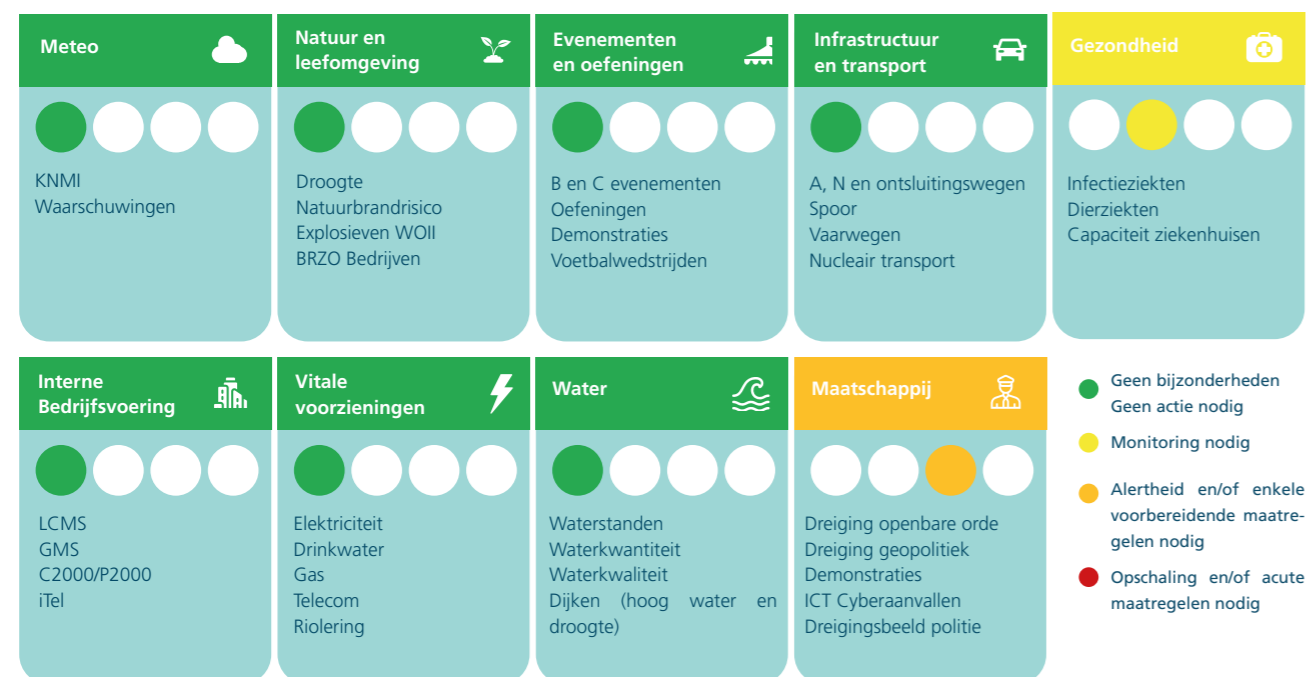 Meteo
KNMI
Waarschuwingen
Natuur en
leefomgeving
Droogte
Natuurbrandrisico
Explosieven WOII
BRZO Bedrijven
Evenementen
en oefeningen
B en C evenementen
Oefeningen
Demonstraties
Voetbalwedstrijden
Infrastructuur
en transport
A, N en ontsluitingswegen
Spoor
Vaarwegen
Nucleair transport
Gezondheid
Infectieziekten
Dierziekten
Capaciteit ziekenhuisen
Interne
Bedrijfsvoering
LCMS
GMS
C2000/P2000
iTel
Vitale
voorzieningen
Elektriciteit
Drinkwater
Gas
Telecom
Riolering
Water
Waterstanden
Waterkwantiteit
Waterkwaliteit
Dijken (hoog water en
droogte)
Maatschappij
Dreiging openbare orde
Dreiging geopolitiek
Demonstraties
ICT Cyberaanvallen
Dreigingsbeeld politie
Geen bijzonderheden
Geen actie nodig
Monitoring nodig
Alertheid en/of enkele
voorbereidende maatre-
gelen nodig
Opschaling en/of acute
maatregelen nodig